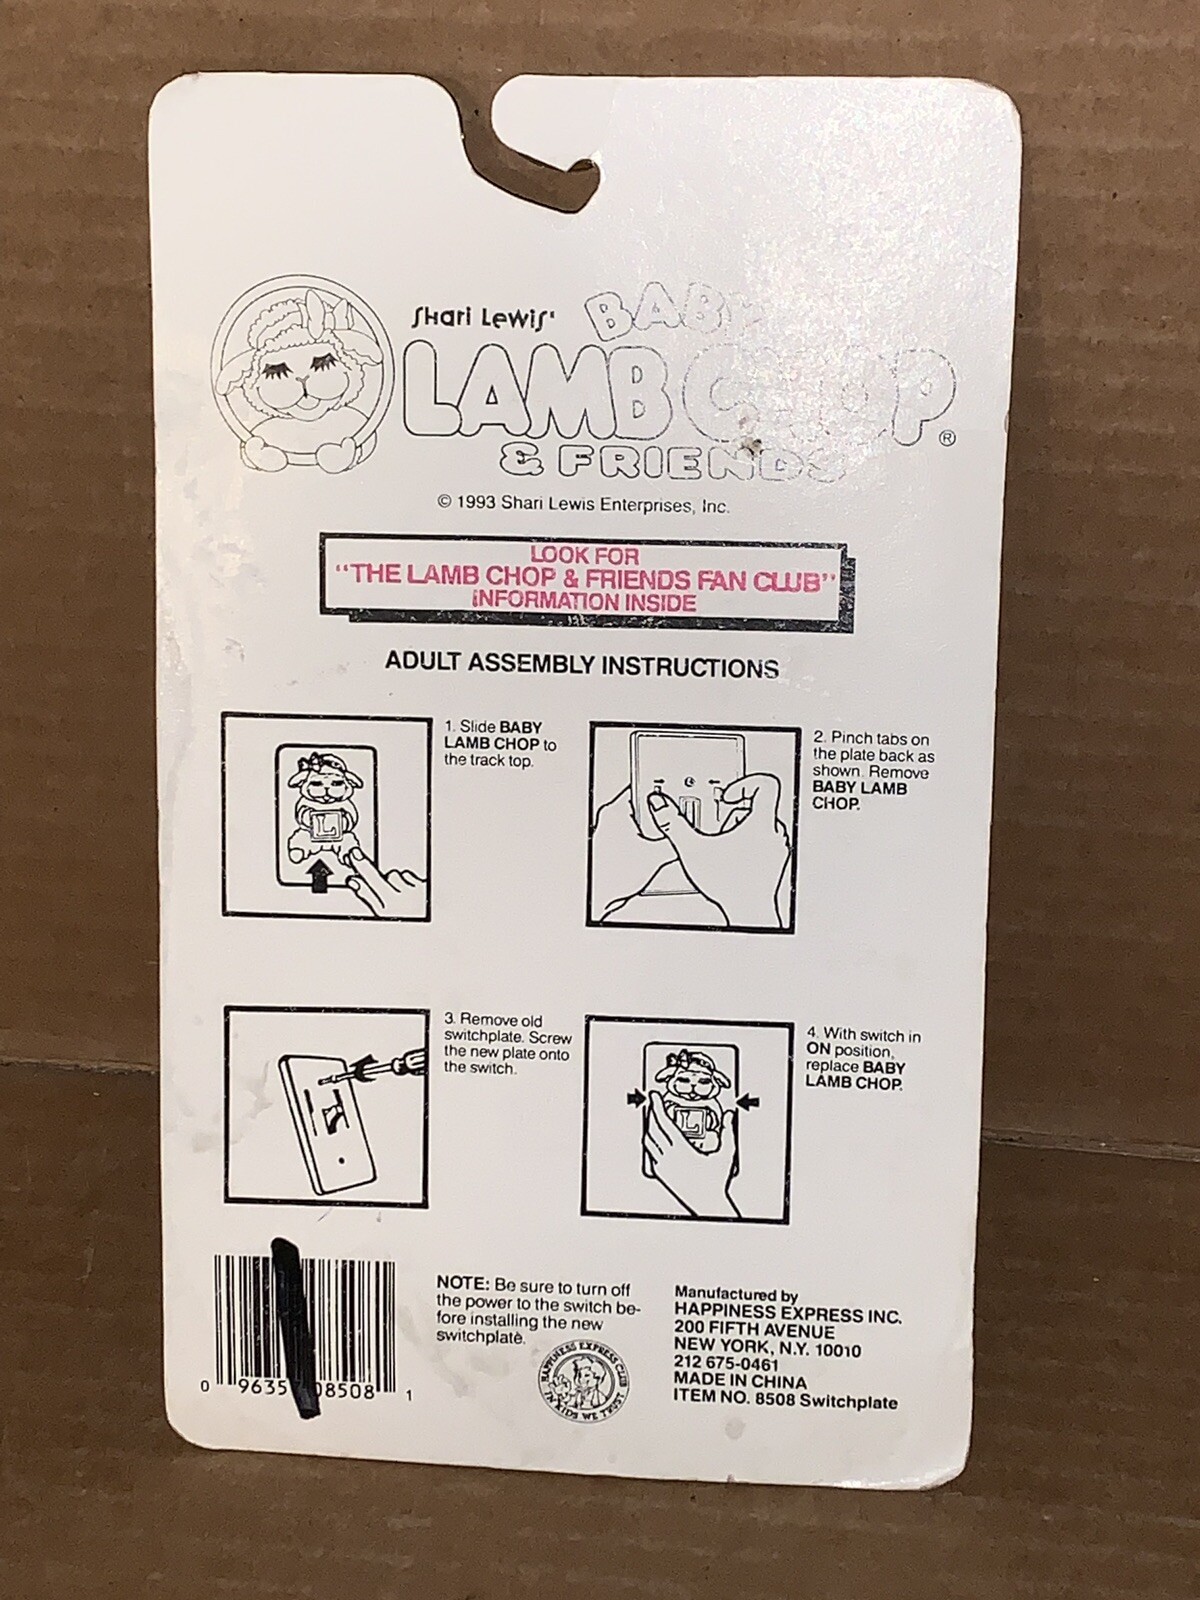 Shari Lewis'
BABY
LAMB CHOP®
& FRIENDS
© 1993 Shari Lewis Enterprises, Inc.
LOOK FOR
"THE LAMB CHOP & FRIENDS FAN CLUB"
INFORMATION INSIDE
ADULT ASSEMBLY INSTRUCTIONS
1. Slide BABY
LAMB CHOP to
the track top.
L
2. Pinch tabs on
the plate back as
shown. Remove
BABY LAMB
CHOP.
3. Remove old
switchplate. Screw
the new plate onto
the switch.
4. With switch in
ON position,
replace BABY
LAMB CHOP.
L
0 9635 08508 1
NOTE: Be sure to turn off
the power to the switch be-
fore installing the new
switchplate.
HAPPINESS EXPRESS CLUB
IN KIDS WE TRUST
Manufactured by
HAPPINESS EXPRESS INC.
200 FIFTH AVENUE
NEW YORK, N.Y. 10010
212 675-0461
MADE IN CHINA
ITEM NO. 8508 Switchplate